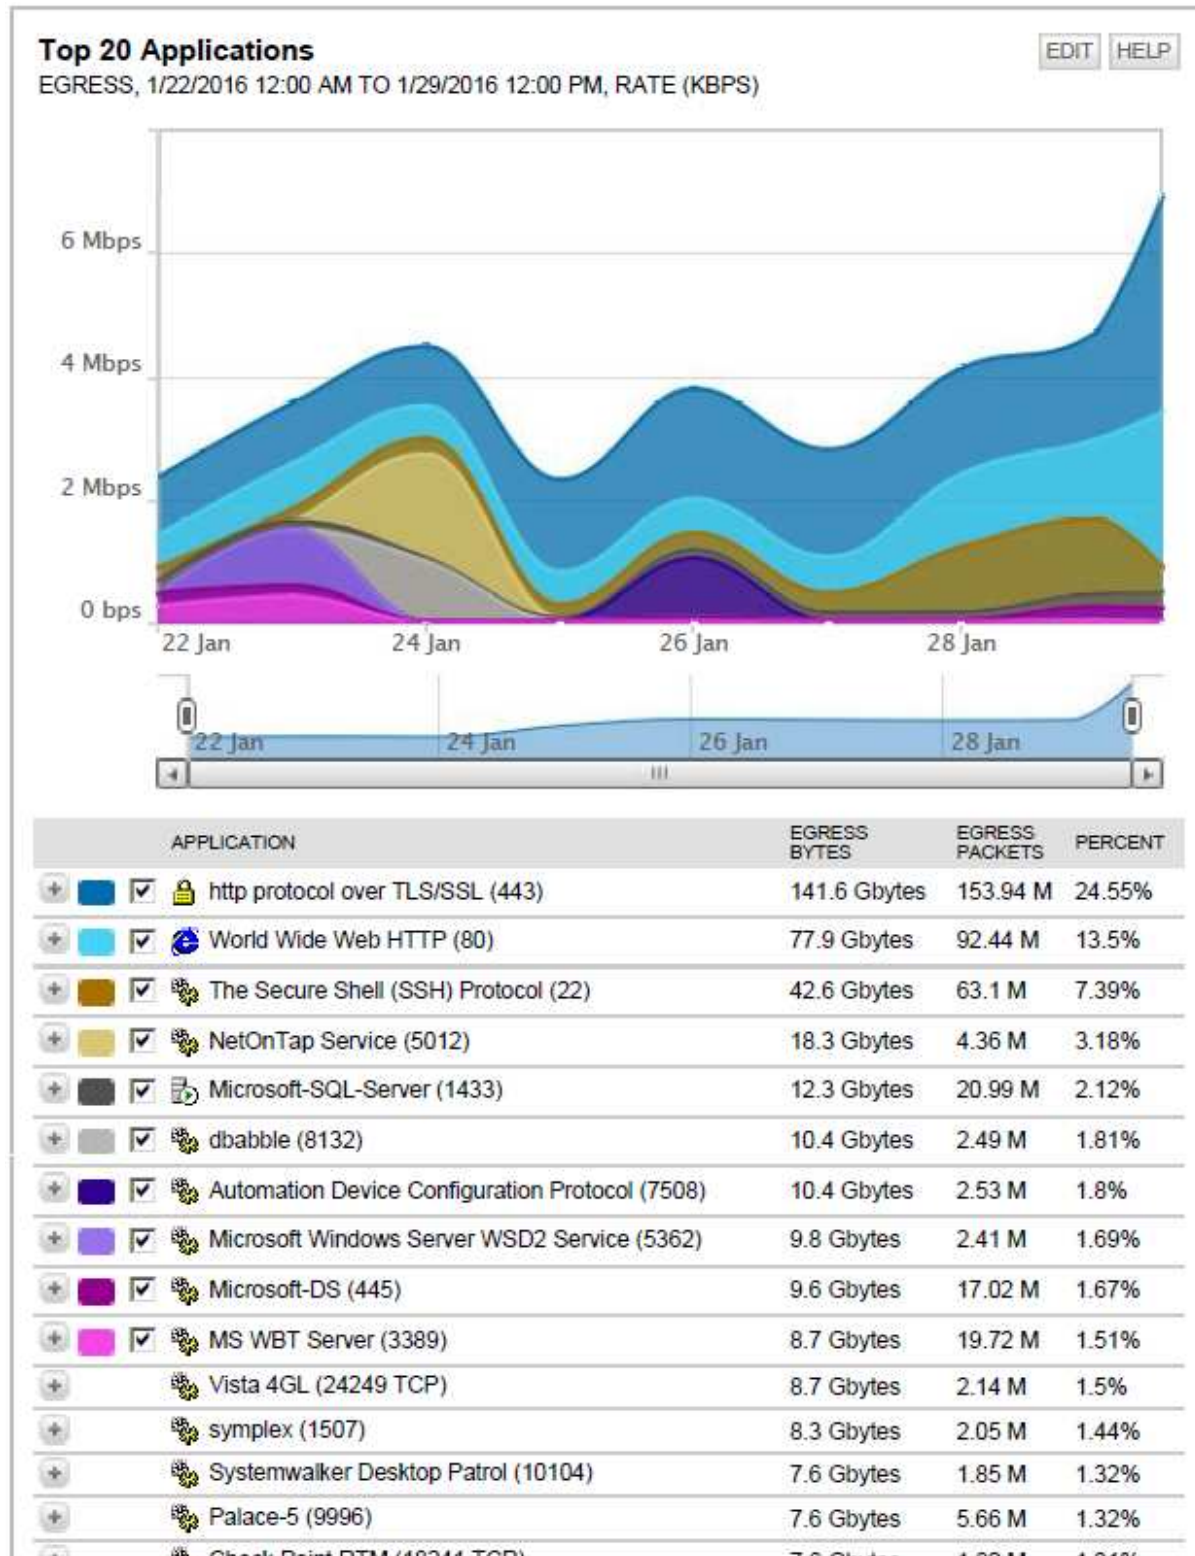 Top 20 Applications
EDIT HELP
EGRESS, 1/22/2016 12:00 AM TO 1/29/2016 12:00 PM, RATE (KBPS)
6 Mbps
4 Mbps
2 Mbps
0 bps
22 Jan 24 Jan 26 Jan 28 Jan
22 Jan 24 Jan 26 Jan 28 Jan
APPLICATION EGRESS BYTES EGRESS PACKETS PERCENT
http protocol over TLS/SSL (443) 141.6 Gbytes 153.94 M 24.55%
World Wide Web HTTP (80) 77.9 Gbytes 92.44 M 13.5%
The Secure Shell (SSH) Protocol (22) 42.6 Gbytes 63.1 M 7.39%
NetOnTap Service (5012) 18.3 Gbytes 4.36 M 3.18%
Microsoft-SQL-Server (1433) 12.3 Gbytes 20.99 M 2.12%
dbabble (8132) 10.4 Gbytes 2.49 M 1.81%
Automation Device Configuration Protocol (7508) 10.4 Gbytes 2.53 M 1.8%
Microsoft Windows Server WSD2 Service (5362) 9.8 Gbytes 2.41 M 1.69%
Microsoft-DS (445) 9.6 Gbytes 17.02 M 1.67%
MS WBT Server (3389) 8.7 Gbytes 19.72 M 1.51%
Vista 4GL (24249 TCP) 8.7 Gbytes 2.14 M 1.5%
symplex (1507) 8.3 Gbytes 2.05 M 1.44%
Systemwalker Desktop Patrol (10104) 7.6 Gbytes 1.85 M 1.32%
Palace-5 (9996) 7.6 Gbytes 5.66 M 1.32%